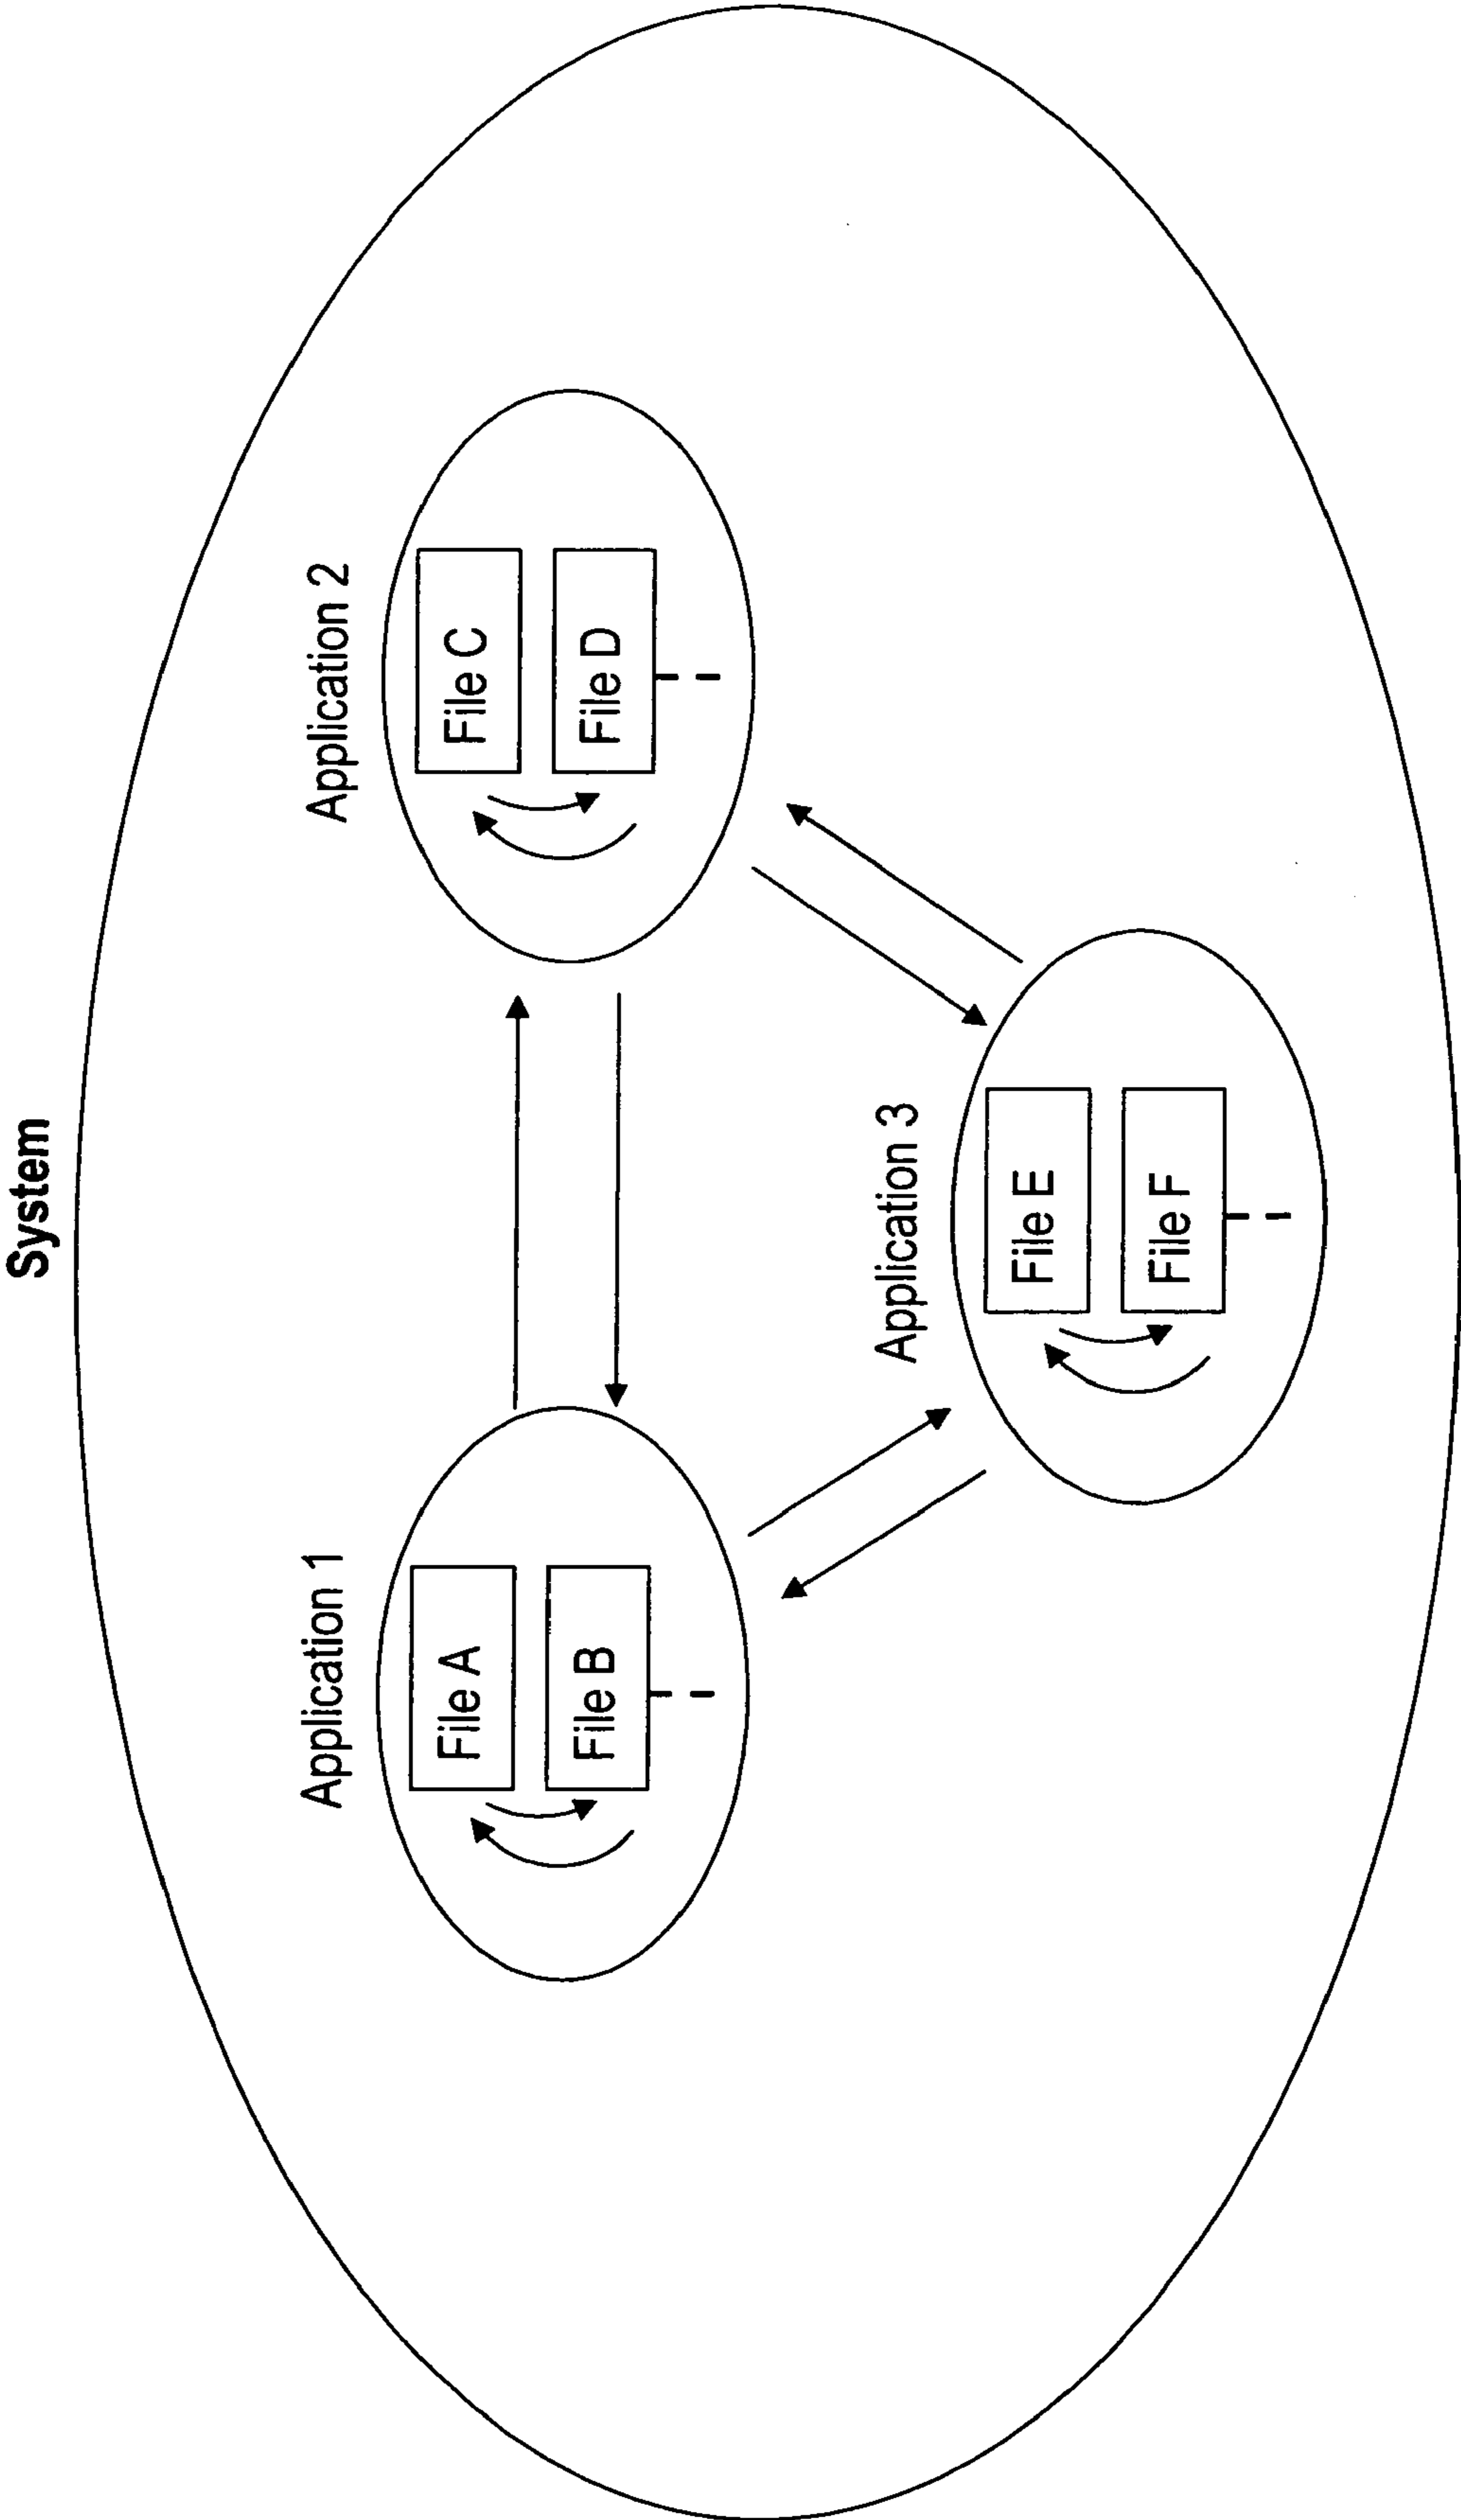 System
Application 1
File A
File B
Application 2
File C
File D
Application 3
File E
File F